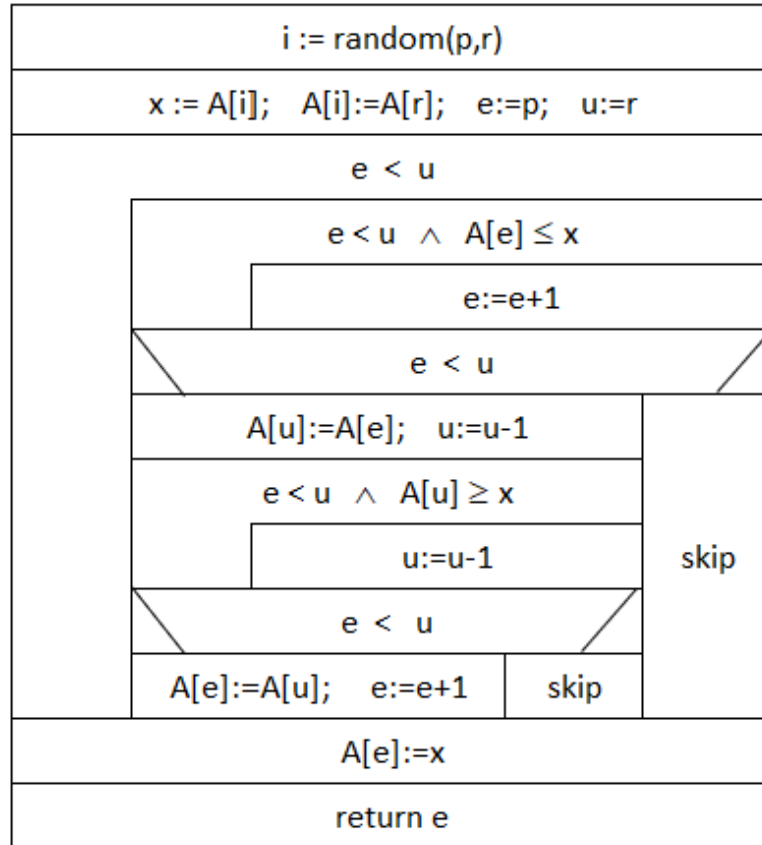 i := random(p,r)
x := A[i]; A[i]:=A[r]; e:=p; u:=r
e < u
e < u ∧ A[e] ≤ x
e:=e+1
e < u
A[u]:=A[e]; u:=u-1
e < u ∧ A[u] ≥ x
u:=u-1
skip
e < u
A[e]:=A[u]; e:=e+1 skip
A[e]:=x
return e